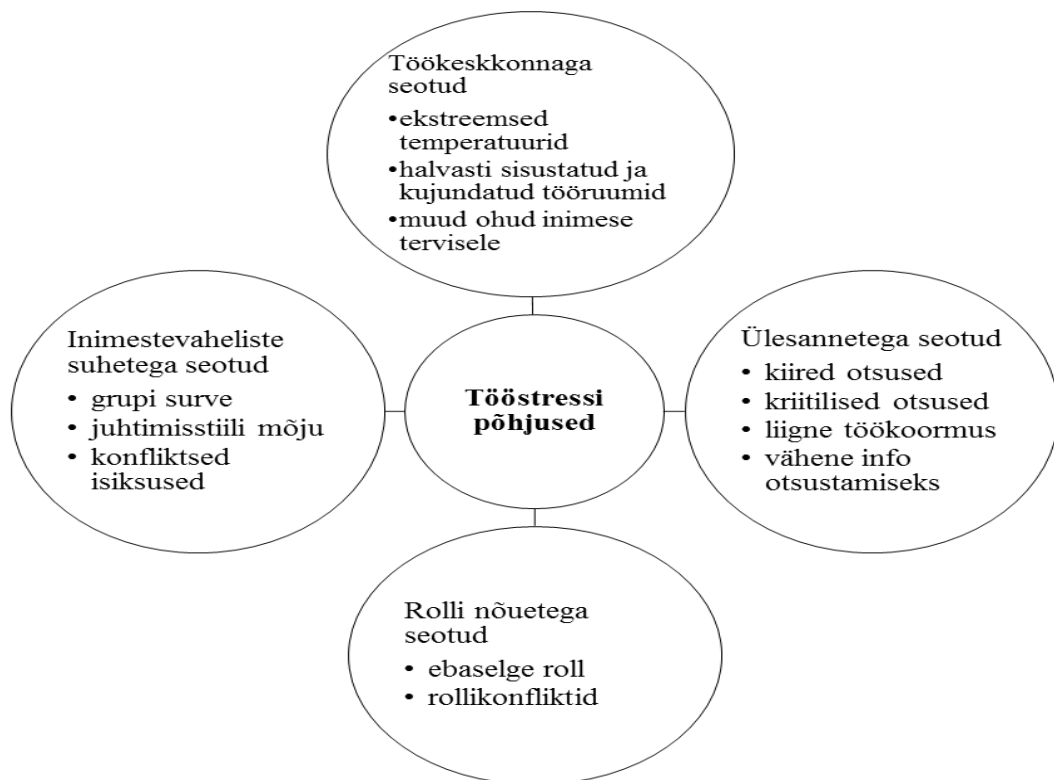 Töökeskkonnaga
seotud
•ekstreemsed
temperatuurid
•halvasti sisustatud ja
kujundatud tööruumid
•muud ohud inimese
tervisele
Inimestevaheliste
suhetega seotud
• grupi surve
• juhtimisstiili mõju
• konfliktsed
isiksused
Tööstressi
põhjused
Ülesannetega seotud
• kiired otsused
• kriitilised otsused
• liigne töökoormus
• vähene info
otsustamiseks
Rolli nõuetega
seotud
• ebaselge roll
• rollikonfliktid